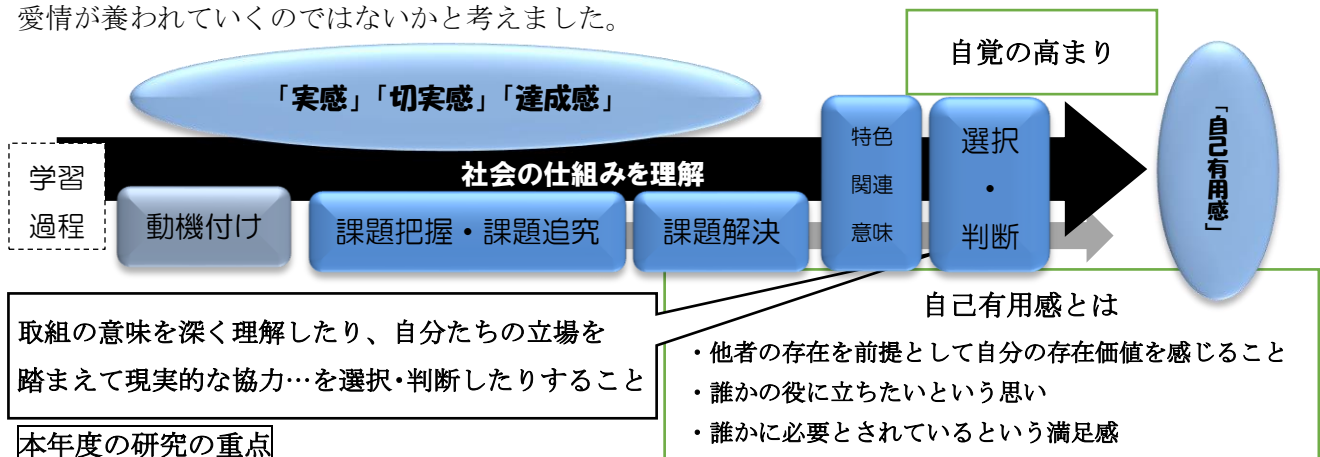 愛情が養われていくのではないかと考えました。
自覚の高まり
「実感」「切実感」「達成感」
「自己有用感」
学習
過程
社会の仕組みを理解
動機付け
課題把握・課題追究
課題解決
特色
関連
意味
選択
・
判断
取組の意味を深く理解したり、自分たちの立場を
踏まえて現実的な協力…を選択・判断したりすること
自己有用感とは
・他者の存在を前提として自分の存在価値を感じること
・誰かの役に立ちたいという思い
・誰かに必要とされているという満足感
本年度の研究の重点